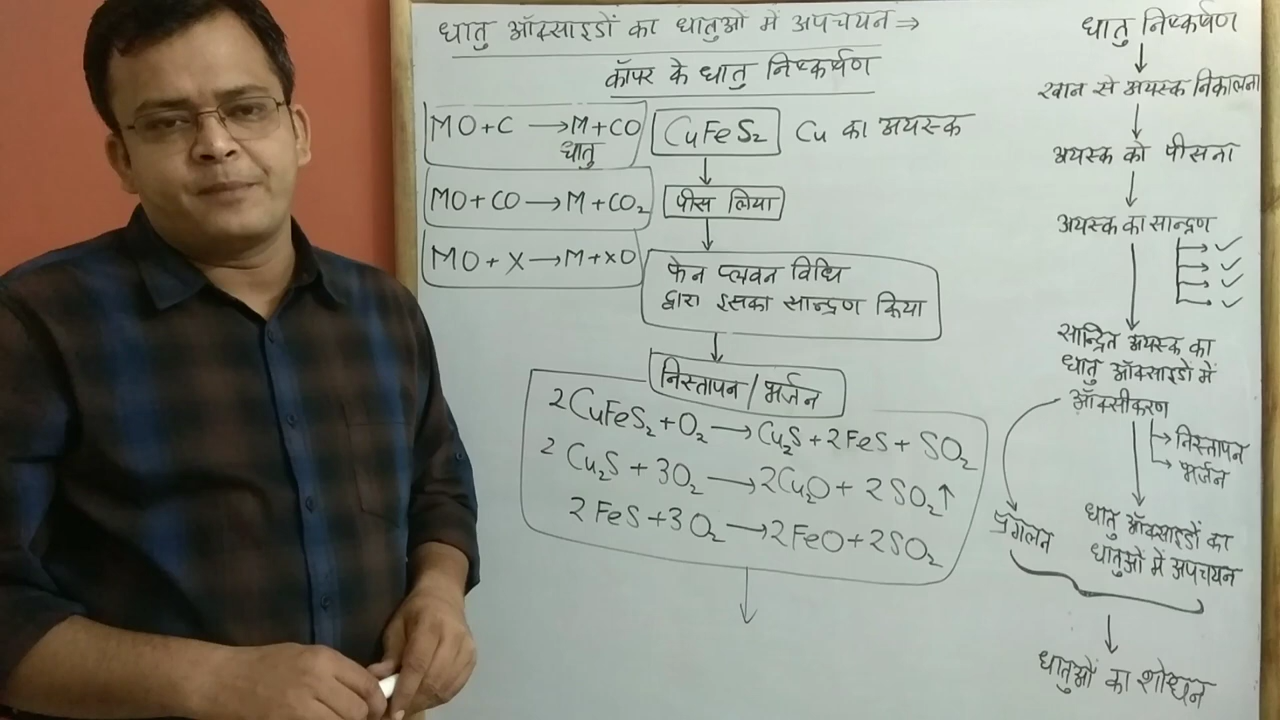 धातु ऑक्साइडों का धातुओं में अपचयन ⇒
कॉपर के धातु निष्कर्षण
MO + C → M + CO
धातु
MO + CO → M + CO₂
MO + X → M + XO
CuFeS₂ Cu का अयस्क
↓
पीस लिया
↓
फेन प्लवन विधि
द्वारा इसका सान्द्रण किया
↓
निस्तापन / भर्जन
2CuFeS₂ + O₂ → Cu₂S + 2FeS + SO₂
2 Cu₂S + 3O₂ → 2Cu₂O + 2SO₂↑
2FeS + 3O₂ → 2FeO + 2SO₂
↓
धातु निष्कर्षण
↓
खान से अयस्क निकालना
↓
अयस्क को पीसना
↓
अयस्क का सान्द्रण
→ ✓
→ ✓
→ ✓
→ ✓
↓
सान्द्रित अयस्क का
धातु ऑक्साइडों में
ऑक्सीकरण
→ निस्तापन
→ भर्जन
↓
प्रगलन
धातु ऑक्साइडों का
धातुओं में अपचयन
↓
धातुओं का शोधन